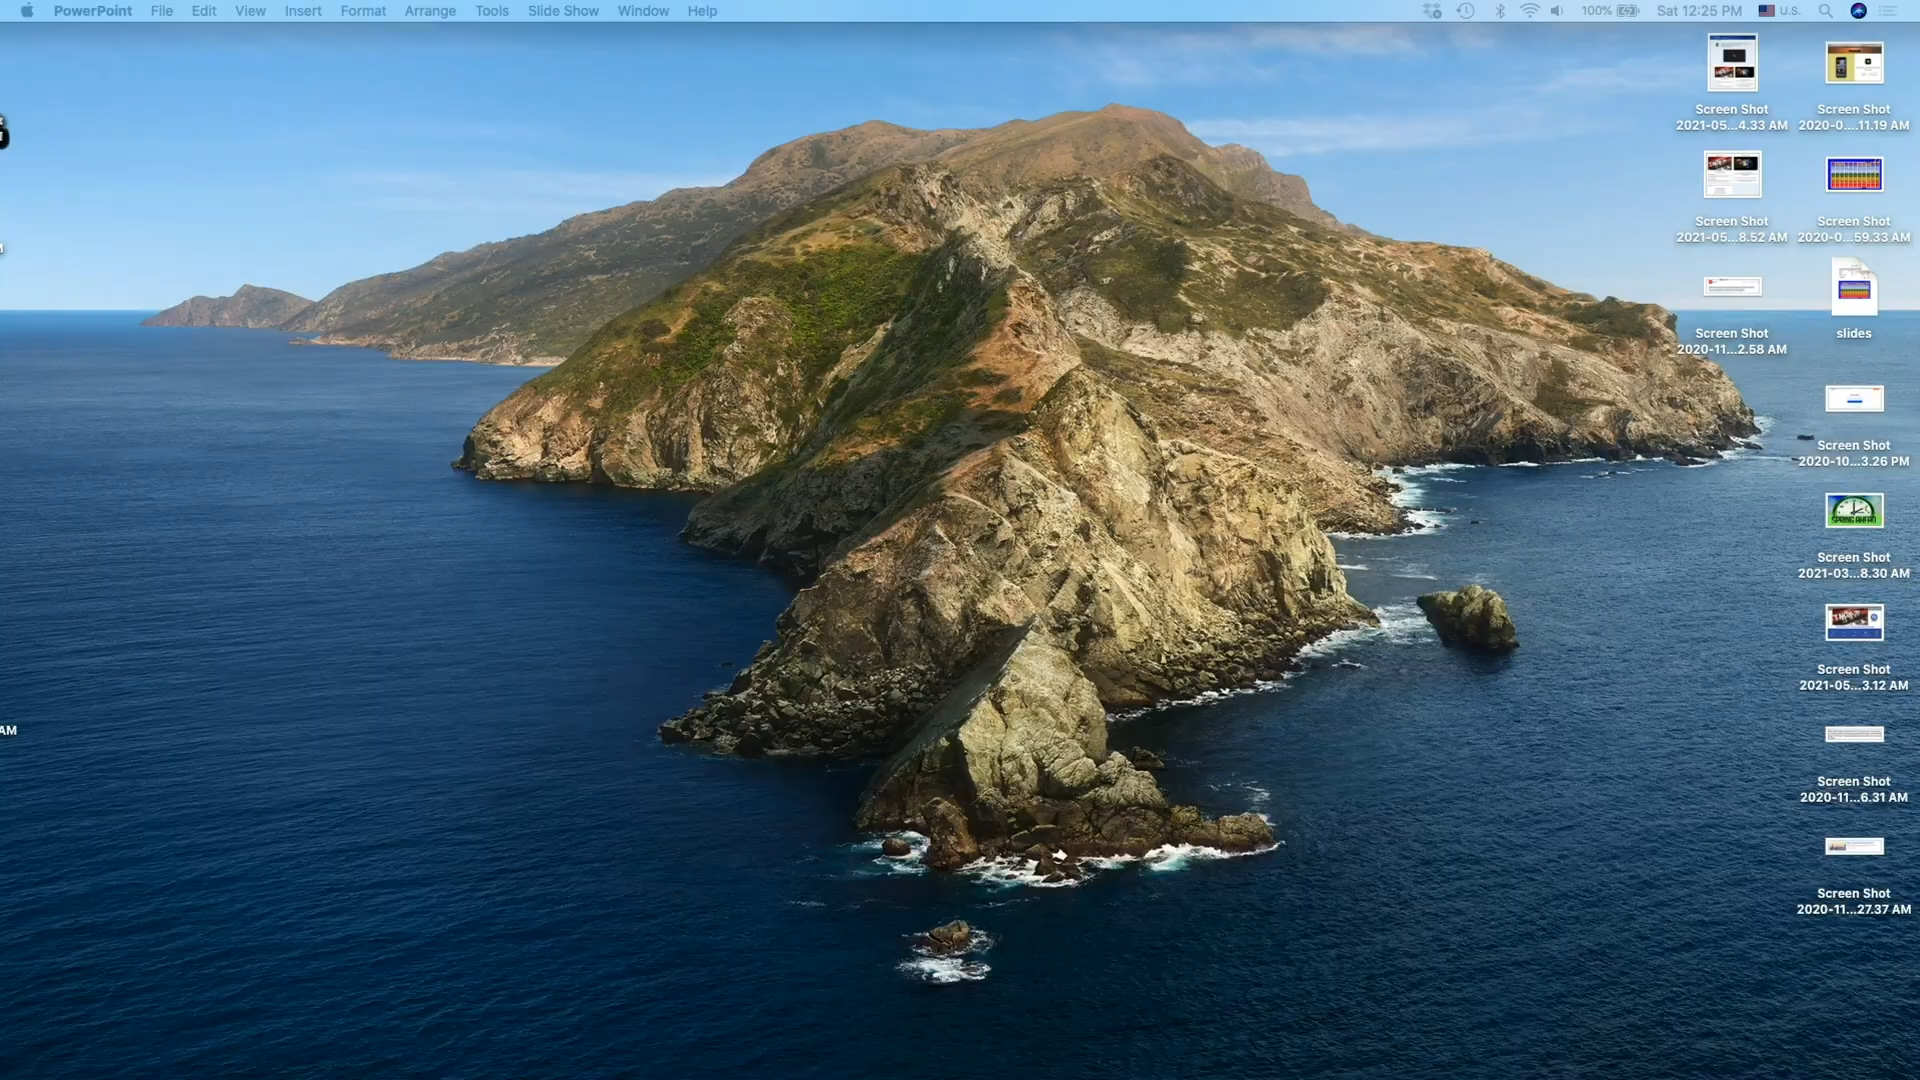 PowerPoint File Edit View Insert Format Arrange Tools Slide Show Window Help 100% Sat 12:25 PM U.S.
Screen Shot
2021-05...4.33 AM
Screen Shot
2020-0....11.19 AM
Screen Shot
2021-05...8.52 AM
Screen Shot
2020-0...59.33 AM
Screen Shot
2020-11...2.58 AM
slides
Screen Shot
2020-10...3.26 PM
SPRING AHEAD
Screen Shot
2021-03...8.30 AM
Screen Shot
2021-05...3.12 AM
AM
Screen Shot
2020-11...6.31 AM
Screen Shot
2020-11...27.37 AM